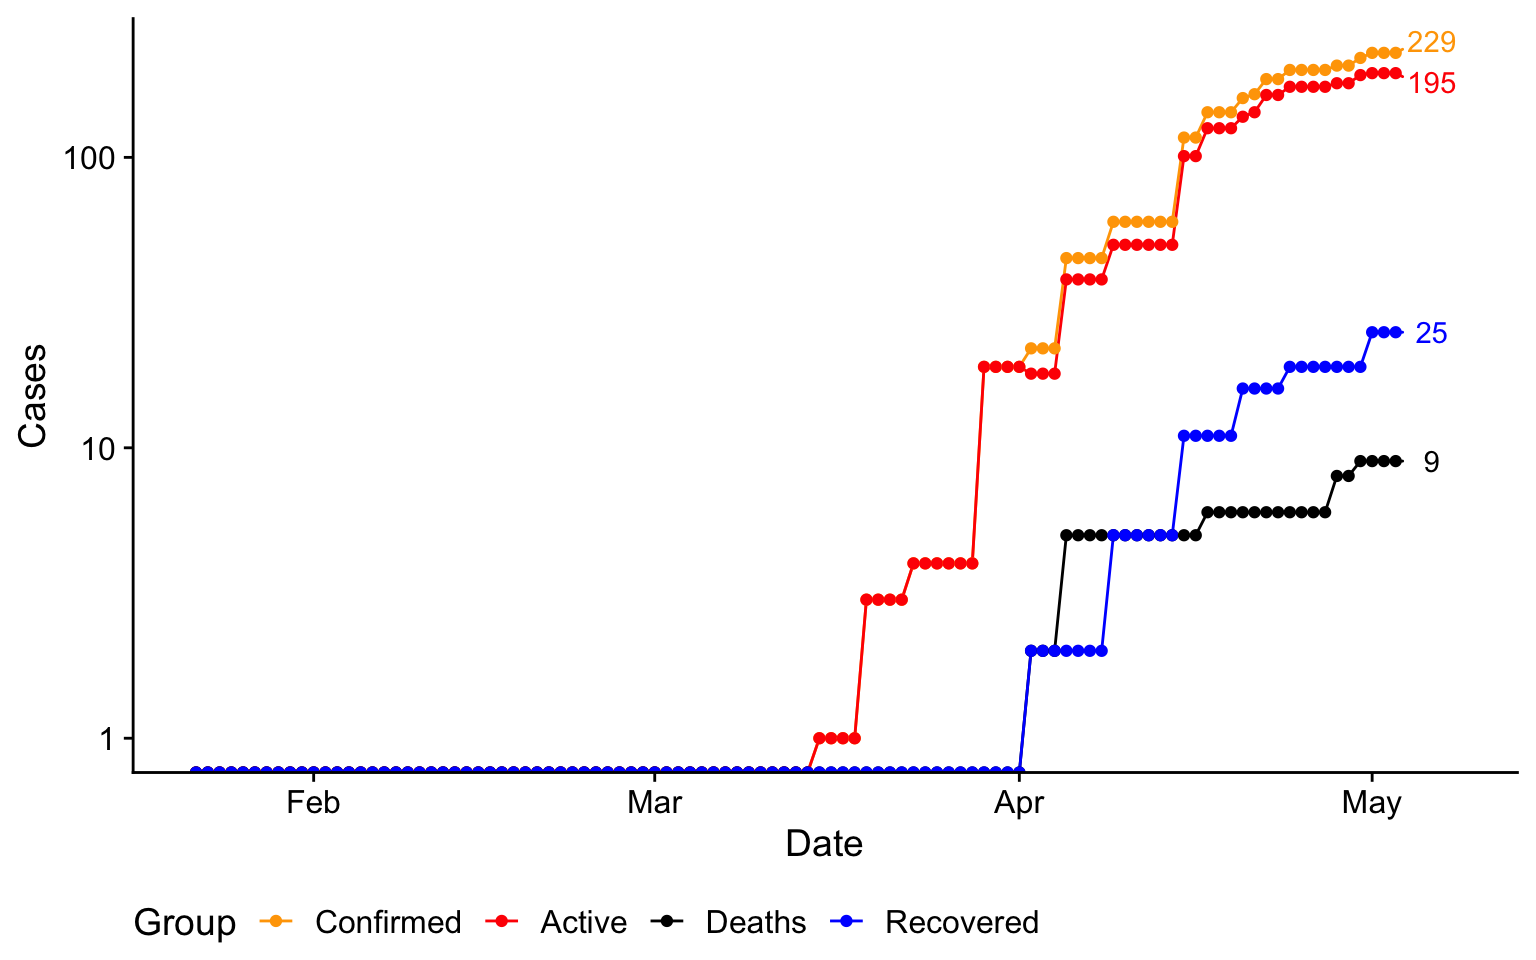 229
195
100
25
Cases
10
9
1
Feb Mar Apr May
Date
Group Confirmed Active Deaths Recovered